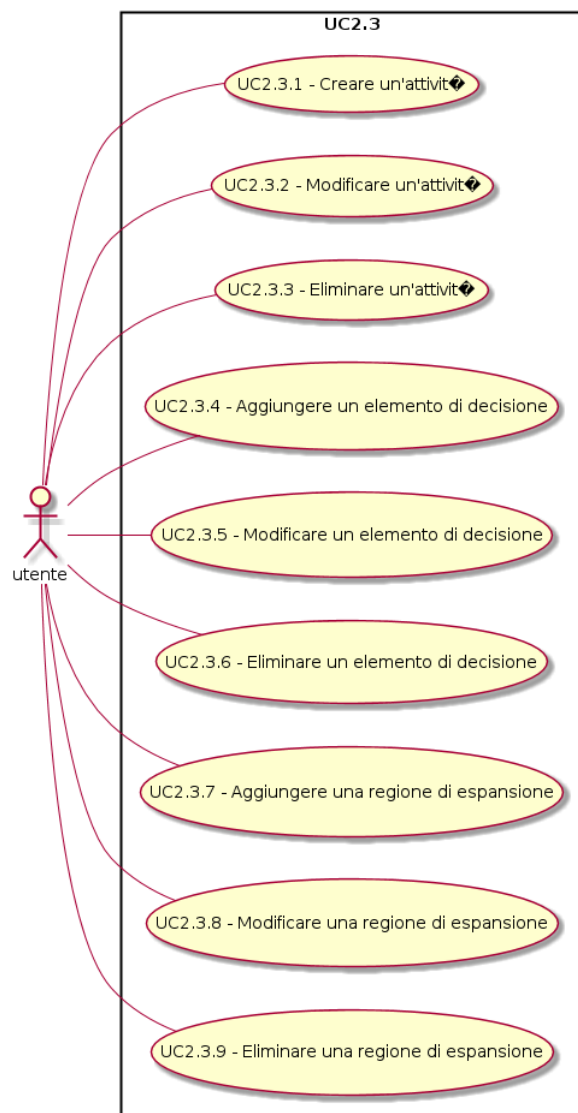 UC2.3
UC2.3.1 - Creare un'attivit�
UC2.3.2 - Modificare un'attivit�
UC2.3.3 - Eliminare un'attivit�
UC2.3.4 - Aggiungere un elemento di decisione
UC2.3.5 - Modificare un elemento di decisione
utente
UC2.3.6 - Eliminare un elemento di decisione
UC2.3.7 - Aggiungere una regione di espansione
UC2.3.8 - Modificare una regione di espansione
UC2.3.9 - Eliminare una regione di espansione